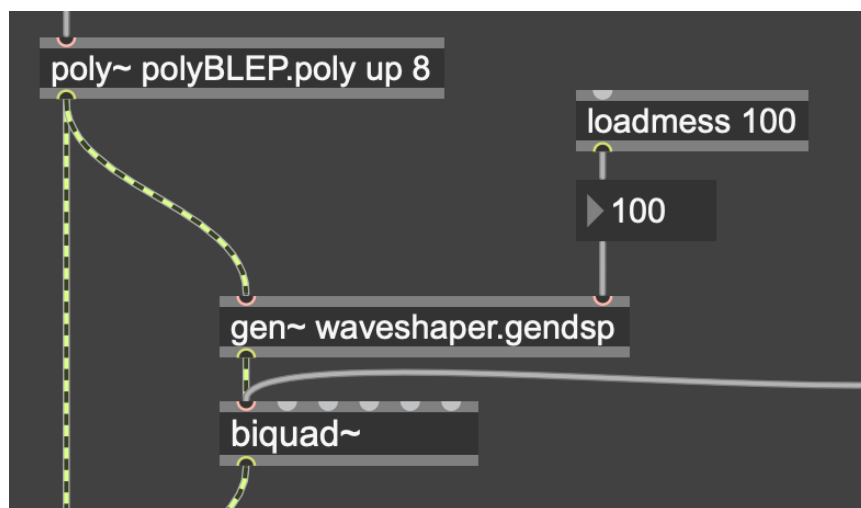 poly~ polyBLEP.poly up 8
loadmess 100
100
gen~ waveshaper.gendsp
biquad~